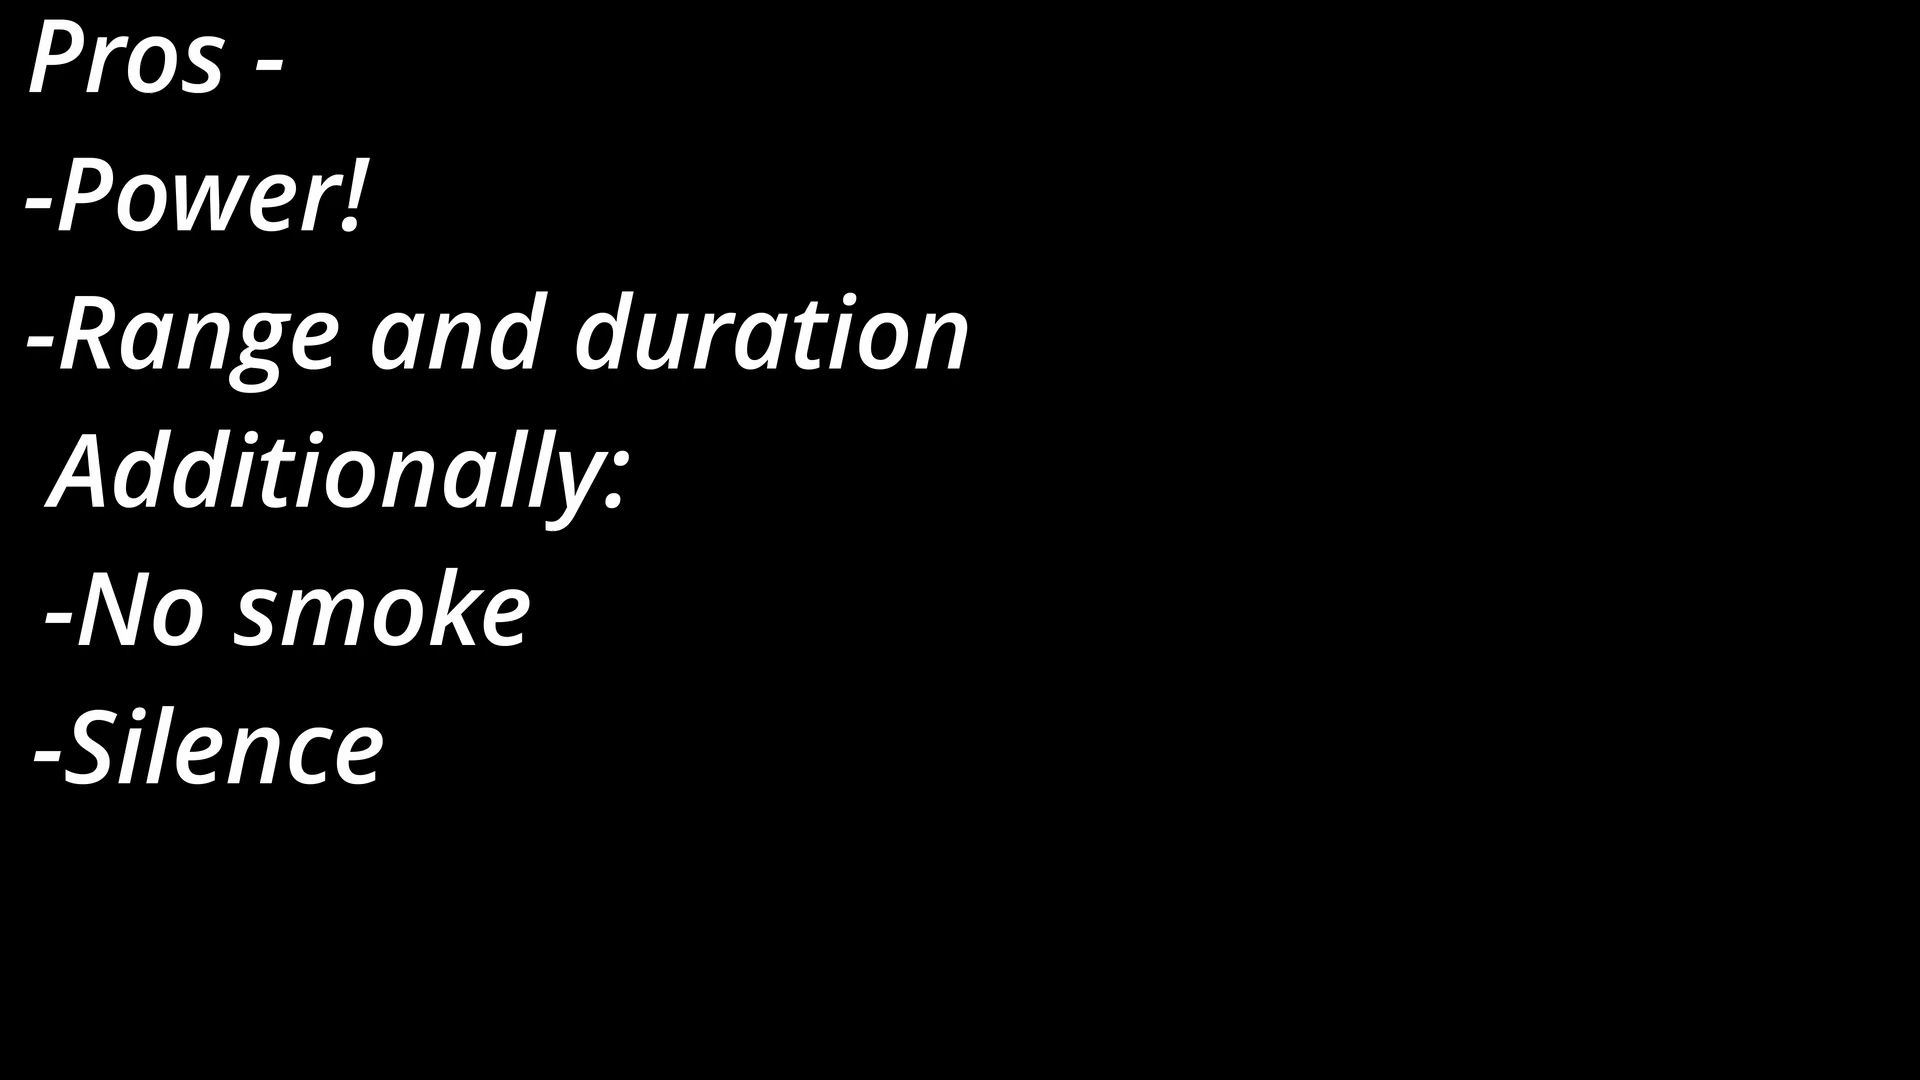 Pros -
-Power!
-Range and duration
Additionally:
-No smoke
-Silence